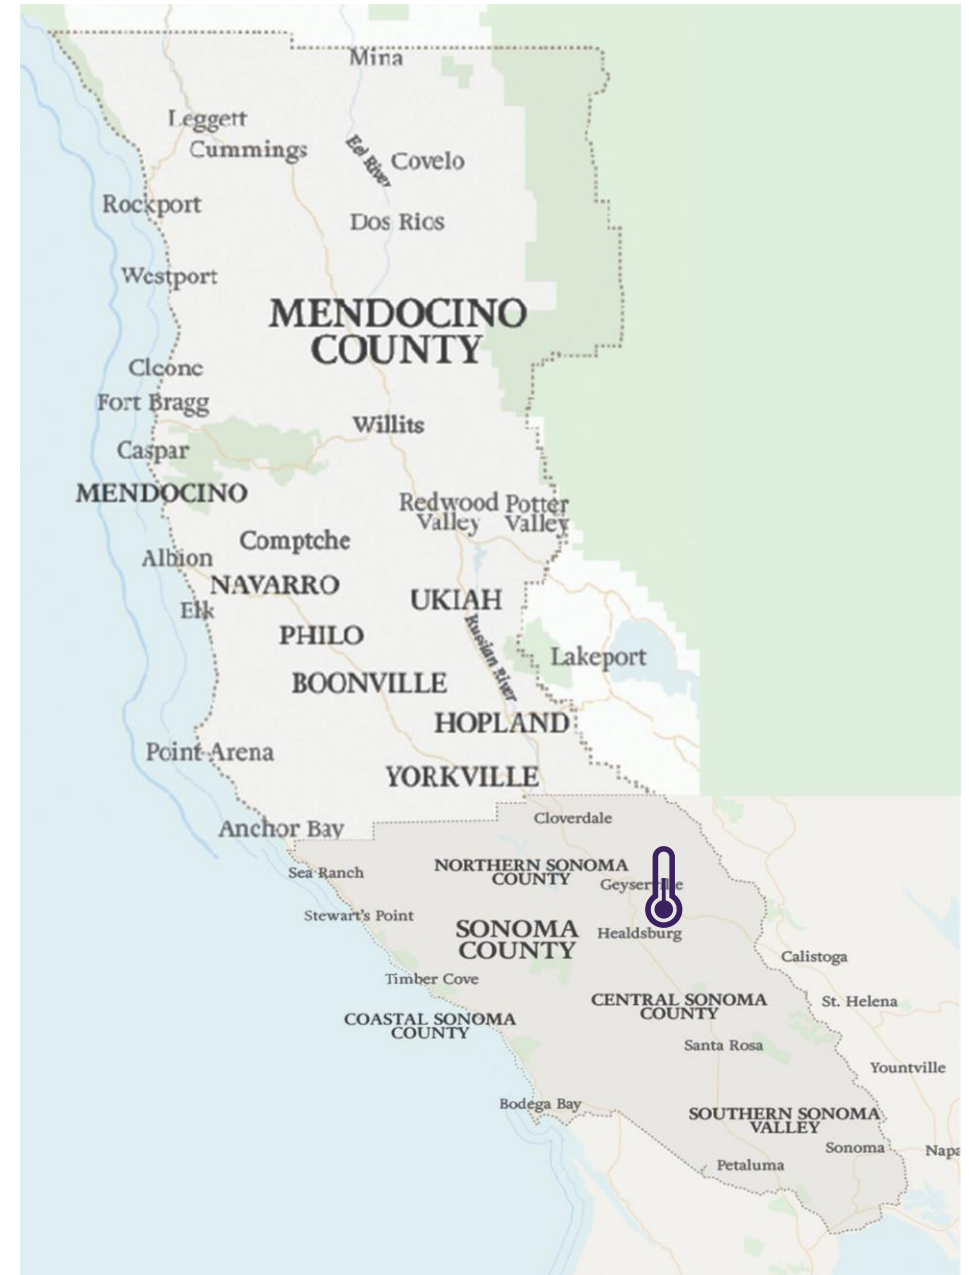 Mina
Leggett
Cummings
Eel River
Covelo
Rockport
Dos Rios
Westport
MENDOCINO
COUNTY
Cleone
Fort Bragg
Willits
Caspar
MENDOCINO
Redwood
Valley
Potter
Valley
Comptche
Albion
NAVARRO
UKIAH
Elk
Russian River
PHILO
Lakeport
BOONVILLE
HOPLAND
Point Arena
YORKVILLE
Cloverdale
Anchor Bay
NORTHERN SONOMA
COUNTY
Sea Ranch
Geyserville
Stewart's Point
SONOMA
COUNTY
Healdsburg
Calistoga
Timber Cove
CENTRAL SONOMA
COUNTY
St. Helena
COASTAL SONOMA
COUNTY
Santa Rosa
Yountville
Bodega Bay
SOUTHERN SONOMA
VALLEY
Sonoma
Napa
Petaluma